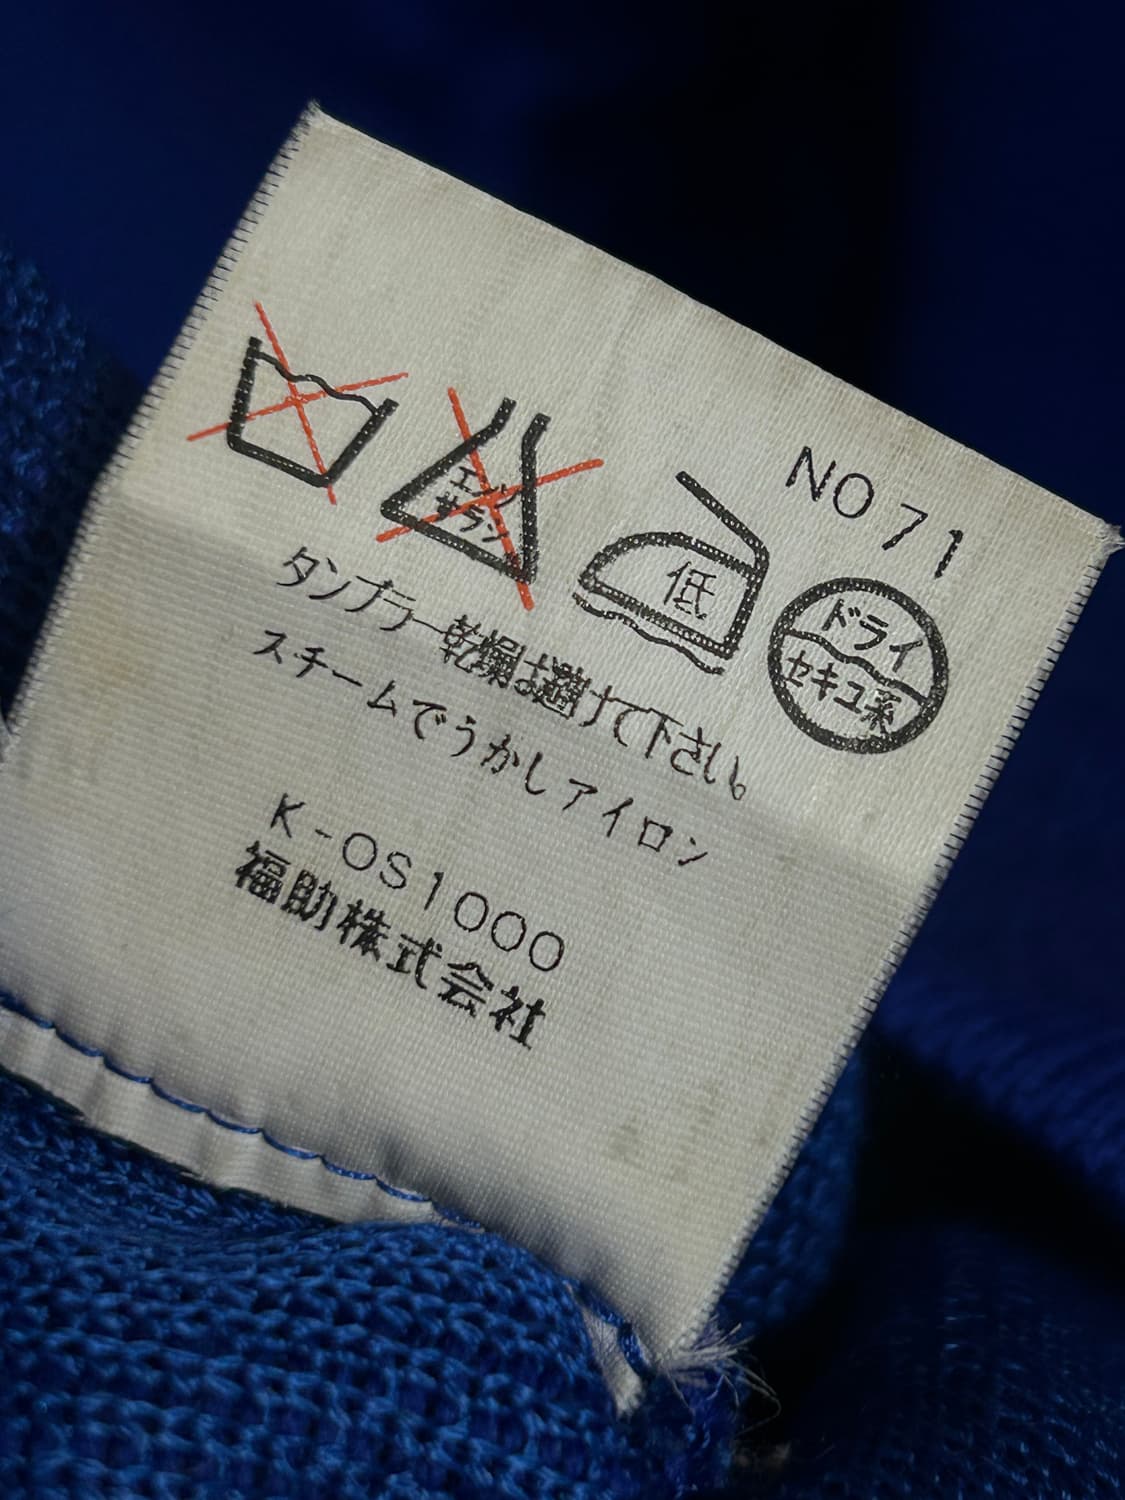 NO 71
エンソ
サラシ
低
ドライ
セキユ系
タンブラー乾燥は避けて下さい。
スチームでうかしアイロン
K-OS1000
福助株式会社